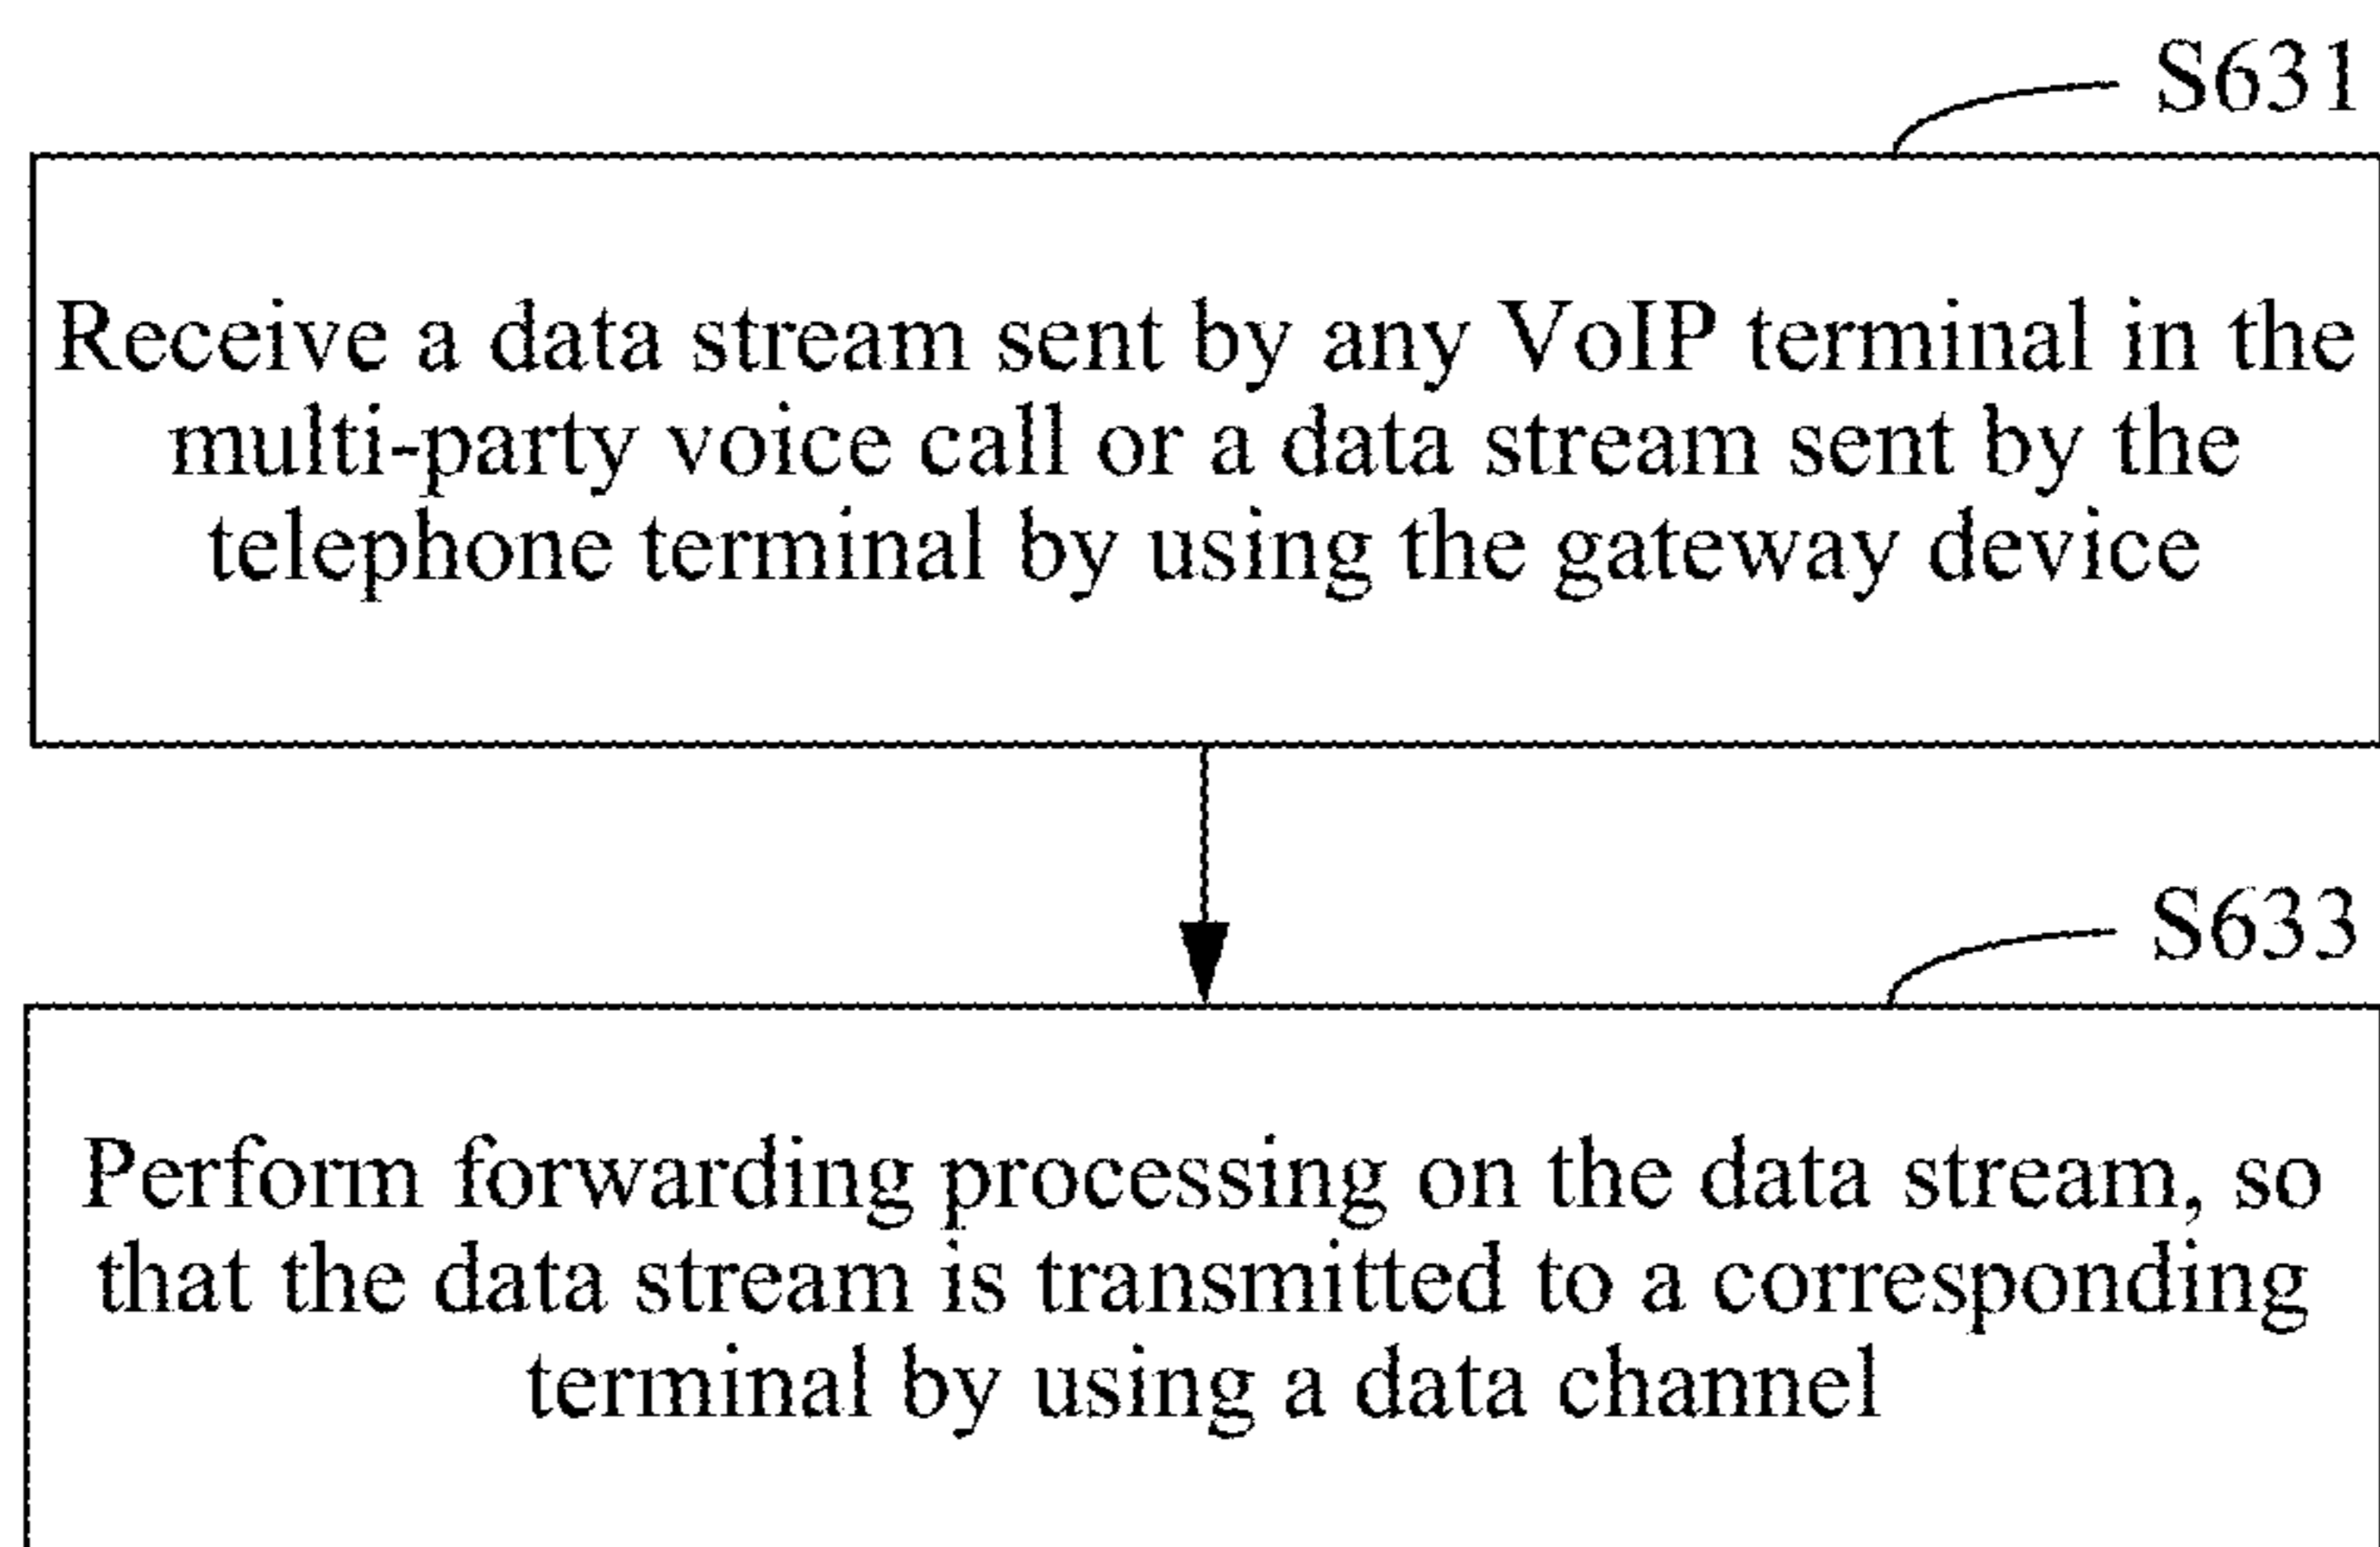 S631
Receive a data stream sent by any VoIP terminal in the
multi-party voice call or a data stream sent by the
telephone terminal by using the gateway device
S633
Perform forwarding processing on the data stream, so
that the data stream is transmitted to a corresponding
terminal by using a data channel